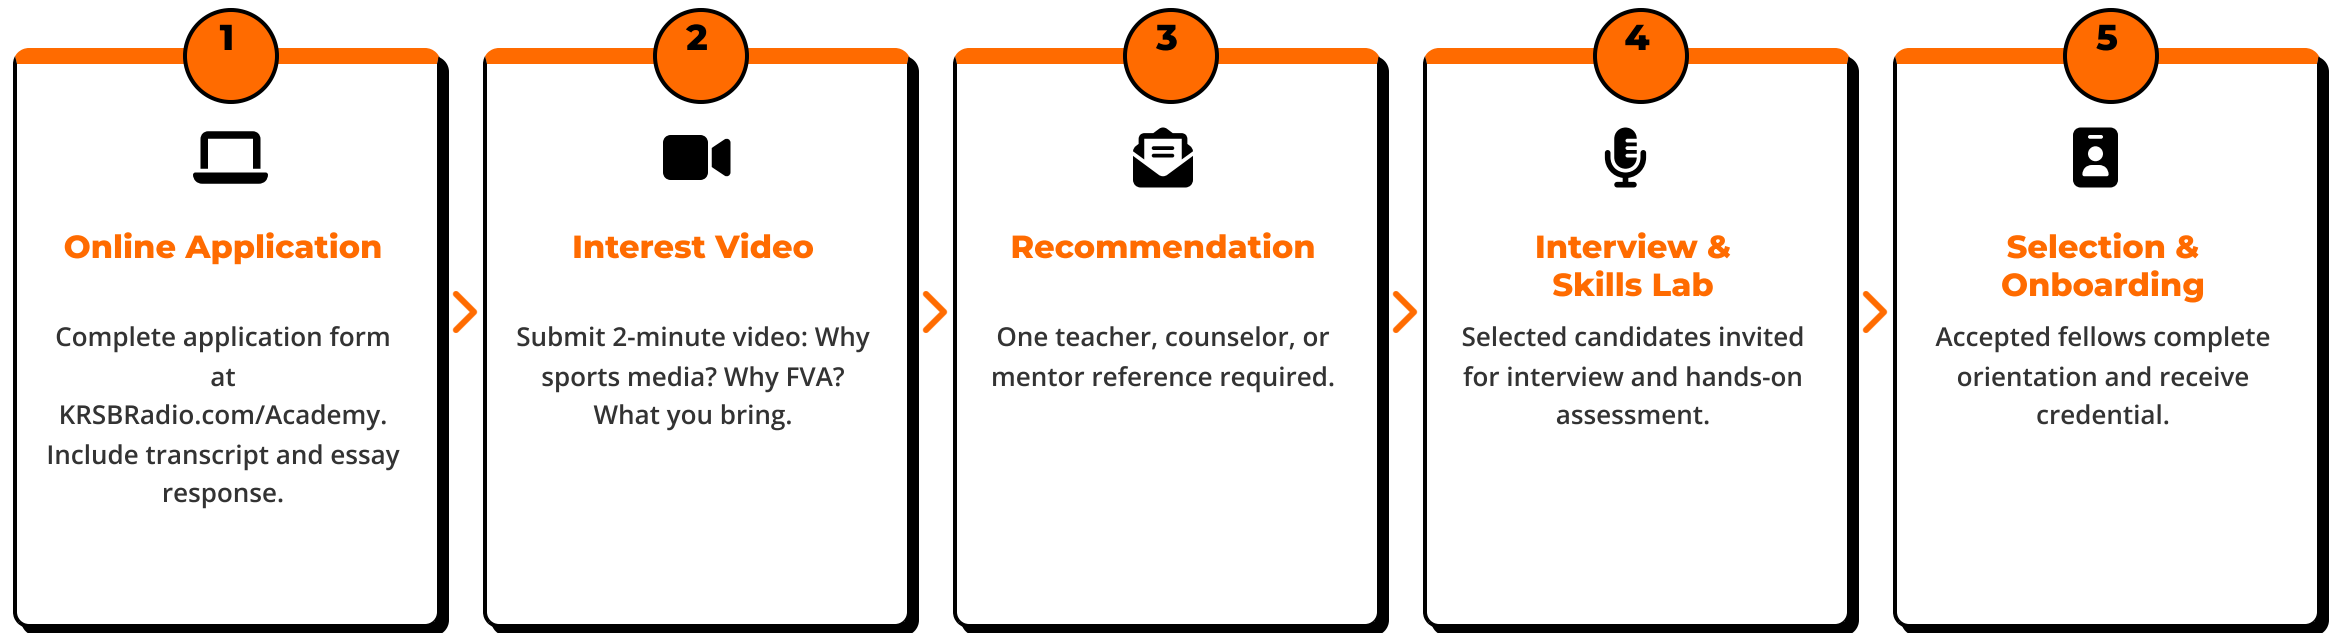 1
Online Application
Complete application form
at
KRSBRadio.com/Academy.
Include transcript and essay
response.
2
Interest Video
Submit 2-minute video: Why
sports media? Why FVA?
What you bring.
3
Recommendation
One teacher, counselor, or
mentor reference required.
4
Interview &
Skills Lab
Selected candidates invited
for interview and hands-on
assessment.
5
Selection &
Onboarding
Accepted fellows complete
orientation and receive
credential.